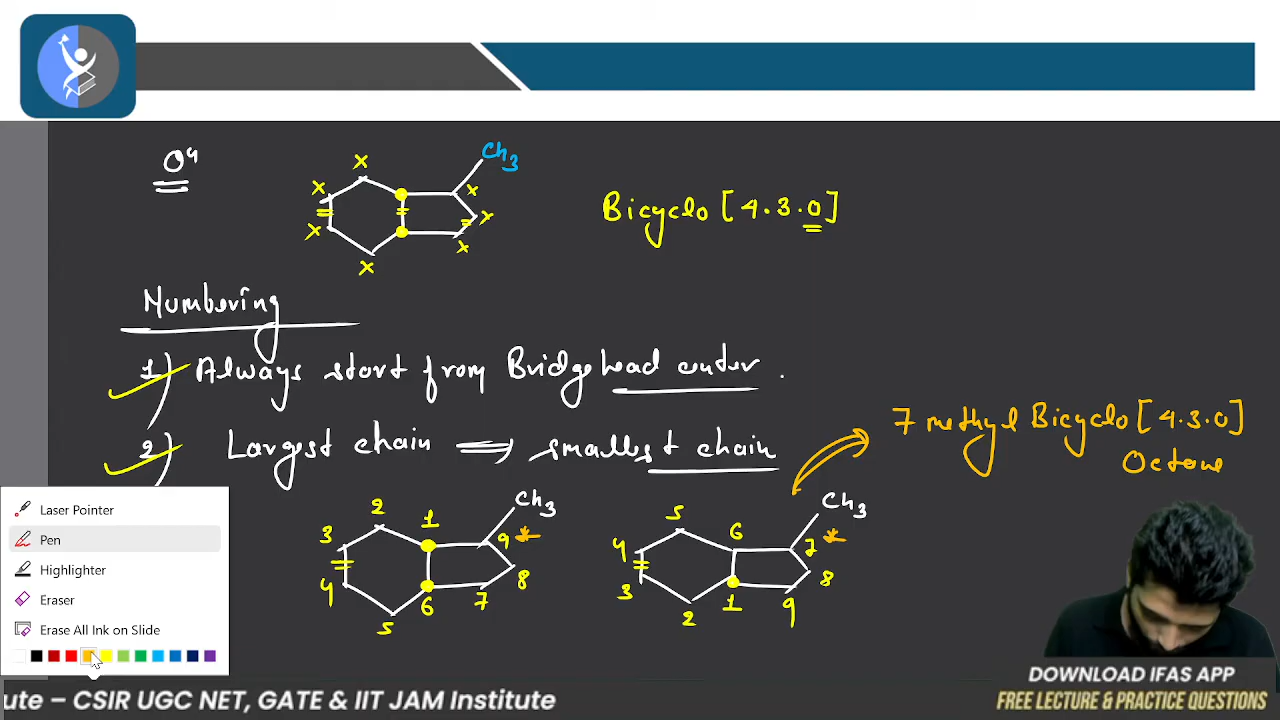 Q4
CH3
x
x
x
x
x
x
x
Bicyclo [4.3.0]
Numbering
1) Always start from Bridgehead center.
2) Largest chain ⇒ smallest chain
7 methyl Bicyclo [4.3.0]
Octane
Laser Pointer
Pen
Highlighter
Eraser
Erase All Ink on Slide
CH3
1
2
3
4
5
6
7
8
9 *
CH3
6
5
4
3
2
1
9
8
7 *
DOWNLOAD IFAS APP
FREE LECTURE & PRACTICE QUESTIONS
ute – CSIR UGC NET, GATE & IIT JAM Institute